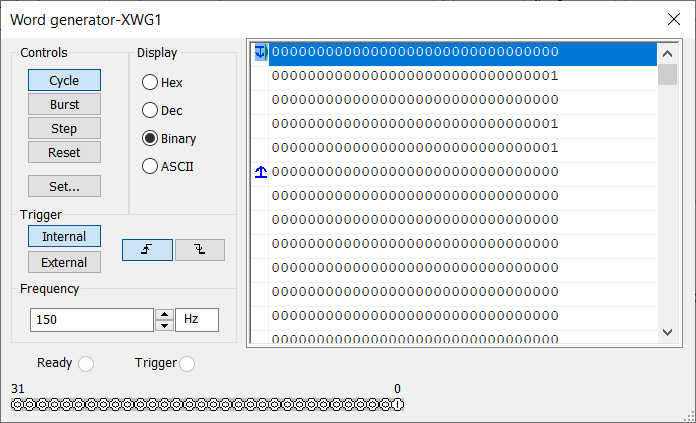 Word generator-XWG1
Controls
Cycle
Burst
Step
Reset
Set...
Display
Hex
Dec
Binary
ASCII
Trigger
Internal
External
Frequency
150
Hz
Ready
Trigger
31
0
00000000000000000000000000000000
00000000000000000000000000000001
00000000000000000000000000000000
00000000000000000000000000000001
00000000000000000000000000000001
00000000000000000000000000000000
00000000000000000000000000000000
00000000000000000000000000000000
00000000000000000000000000000000
00000000000000000000000000000000
00000000000000000000000000000000
00000000000000000000000000000000
00000000000000000000000000000000